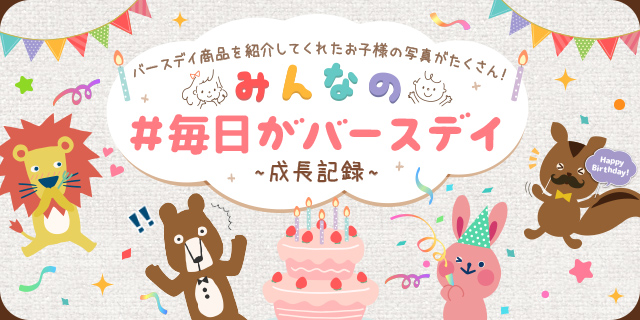 バースデイ商品を紹介してくれたお子様の写真がたくさん!
みんなの
#毎日がバースデイ
~成長記録~
!!
Happy
Birthday!